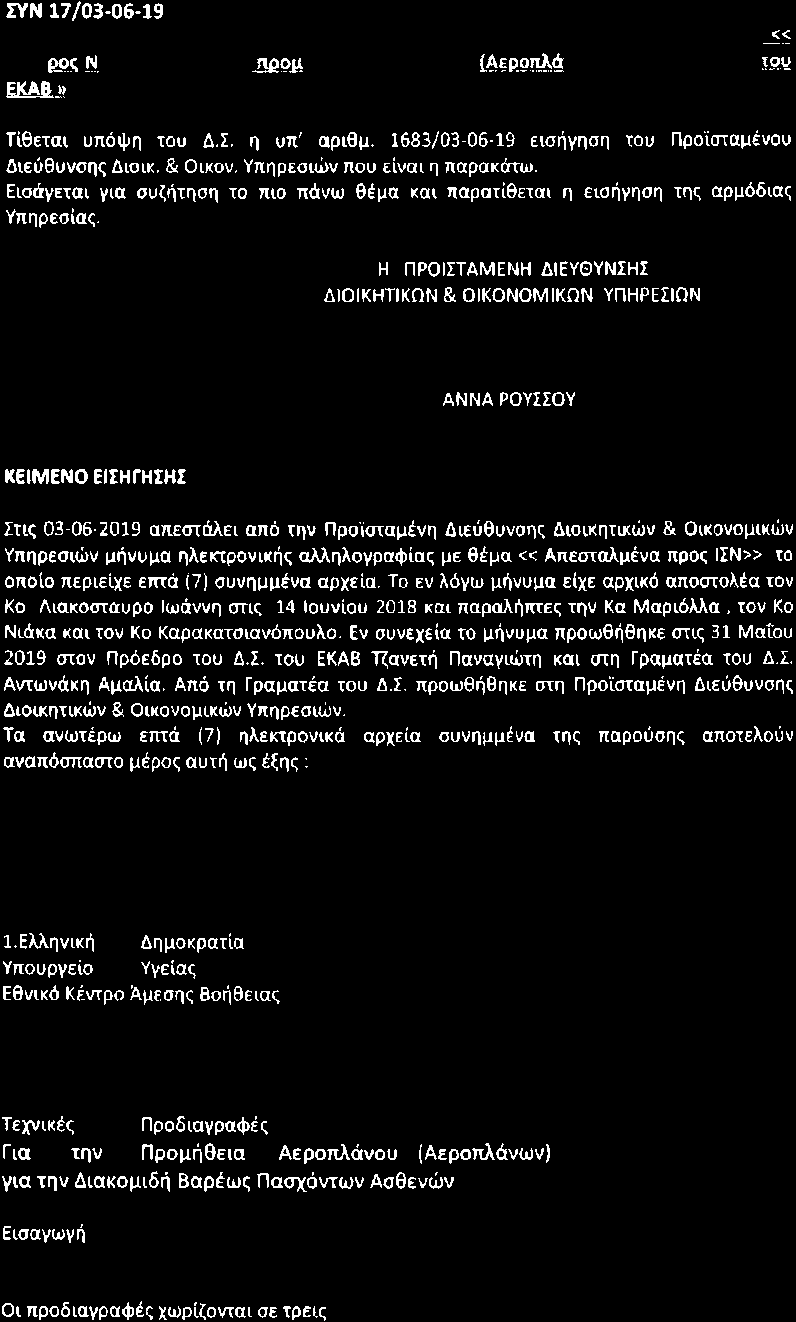 ΣΥΝ 17/03-06-19
<<
ρος Ν προμ (Αεροπλά του
ΕΚΑΒ »
Τίθεται υπόψη του Δ.Σ. η υπ' αριθμ. 1683/03-06-19 εισήγηση του Προϊσταμένου
Διεύθυνσης Διοικ. & Οικον. Υπηρεσιών που είναι η παρακάτω.
Εισάγεται για συζήτηση το πιο πάνω θέμα και παρατίθεται η εισήγηση της αρμόδιας
Υπηρεσίας.
Η ΠΡΟΙΣΤΑΜΕΝΗ ΔΙΕΥΘΥΝΣΗΣ
ΔΙΟΙΚΗΤΙΚΩΝ & ΟΙΚΟΝΟΜΙΚΩΝ ΥΠΗΡΕΣΙΩΝ
ΑΝΝΑ ΡΟΥΣΣΟΥ
ΚΕΙΜΕΝΟ ΕΙΣΗΓΗΣΗΣ
Στις 03-06-2019 απεστάλει από την Προϊσταμένη Διεύθυνσης Διοικητικών & Οικονομικών
Υπηρεσιών μήνυμα ηλεκτρονικής αλληλογραφίας με θέμα << Απεσταλμένα προς ΙΣΝ>> το
οποίο περιείχε επτά (7) συνημμένα αρχεία. Το εν λόγω μήνυμα είχε αρχικό αποστολέα τον
Κο Λιακοσταυρο Ιωάννη στις 14 Ιουνίου 2018 και παραλήπτες την Κα Μαριόλλα , τον Κο
Νιάκα και τον Κο Καρακατσιανόπουλο. Εν συνεχεία το μήνυμα προωθήθηκε στις 31 Μαΐου
2019 στον Πρόεδρο του Δ.Σ. του ΕΚΑΒ Τζανετή Παναγιώτη και στη Γραματέα του Δ.Σ.
Αντωνάκη Αμαλία. Από τη Γραματέα του Δ.Σ. προωθήθηκε στη Προϊσταμένη Διεύθυνσης
Διοικητικών & Οικονομικών Υπηρεσιών.
Τα ανωτέρω επτά (7) ηλεκτρονικά αρχεία συνημμένα της παρούσης αποτελούν
αναπόσπαστο μέρος αυτή ως έξης :
1.Ελληνική Δημοκρατία
Υπουργείο Υγείας
Εθνικό Κέντρο Άμεσης Βοήθειας
Τεχνικές Προδιαγραφές
Για την Προμήθεια Αεροπλάνου (Αεροπλάνων)
για την Διακομιδή Βαρέως Πασχόντων Ασθενών
Εισαγωγή
Οι προδιαγραφές χωρίζονται σε τρεις